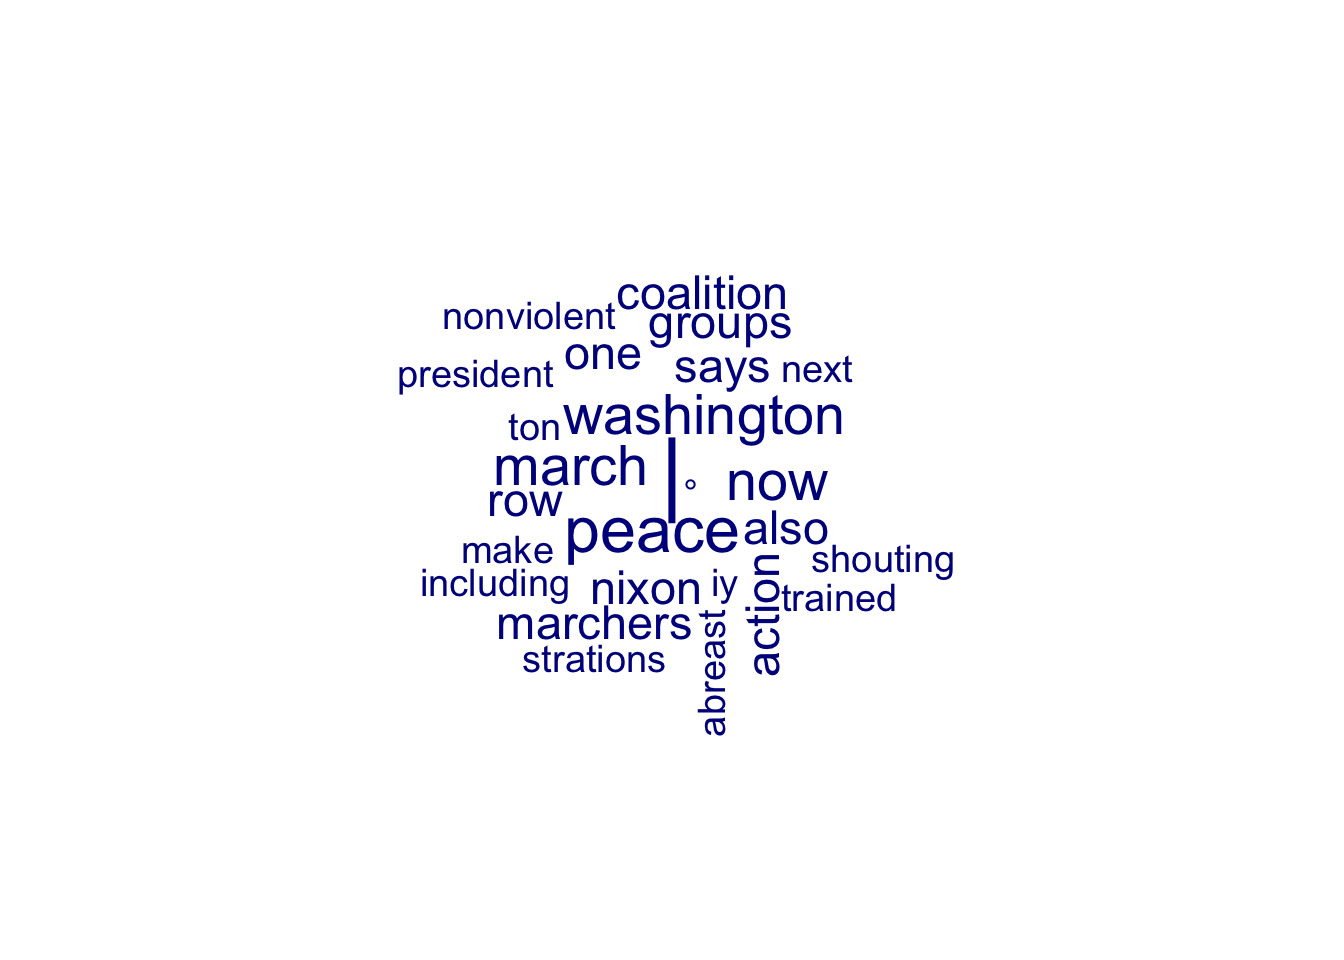 coalition
nonviolent
groups
one
says
next
president
washington
ton
march
|
°
now
row
peace
also
make
shouting
including
nixon
iy
action
trained
marchers
abreast
strations